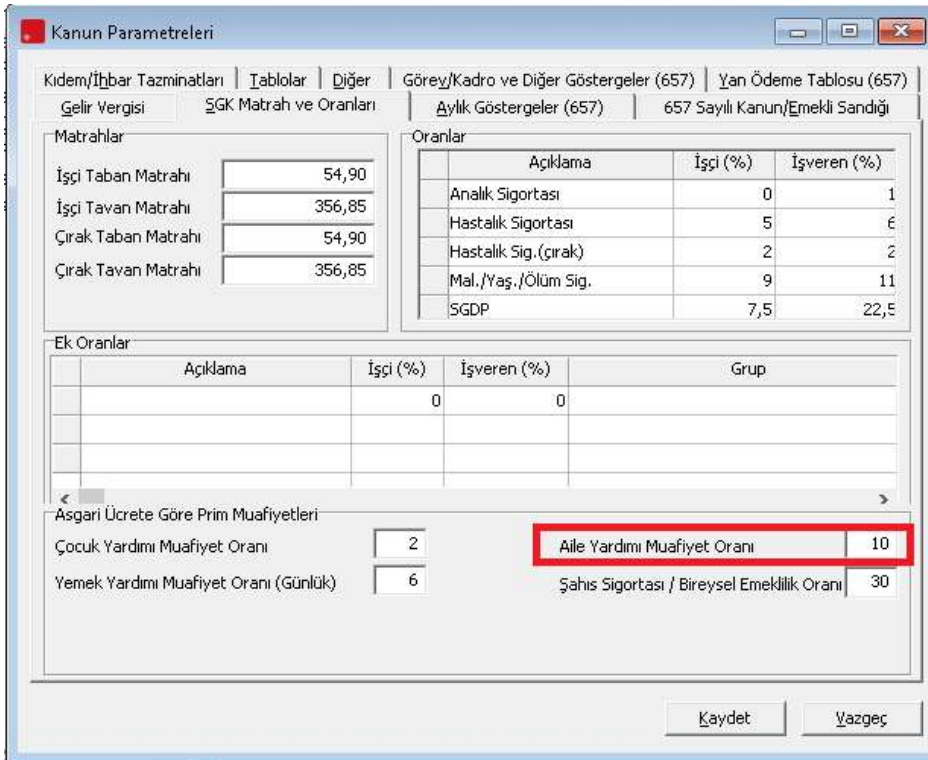 Kanun Parametreleri
Kıdem/İhbar Tazminatları Tablolar Diğer Görev/Kadro ve Diğer Göstergeler (657) Yan Ödeme Tablosu (657)
Gelir Vergisi SGK Matrah ve Oranları Aylık Göstergeler (657) 657 Sayılı Kanun/Emekli Sandığı
Matrahlar
İşçi Taban Matrahı 54,90
İşçi Tavan Matrahı 356,85
Çırak Taban Matrahı 54,90
Çırak Tavan Matrahı 356,85
Oranlar
Açıklama İşçi (%) İşveren (%)
Analık Sigortası 0 1
Hastalık Sigortası 5 6
Hastalık Sig.(çırak) 2 2
Mal./Yaş./Ölüm Sig. 9 11
SGDP 7,5 22,5
Ek Oranlar
Açıklama İşçi (%) İşveren (%) Grup
0 0
Asgari Ücrete Göre Prim Muafiyetleri
Çocuk Yardımı Muafiyet Oranı 2
Aile Yardımı Muafiyet Oranı 10
Yemek Yardımı Muafiyet Oranı (Günlük) 6
Şahıs Sigortası / Bireysel Emeklilik Oranı 30
Kaydet Vazgeç